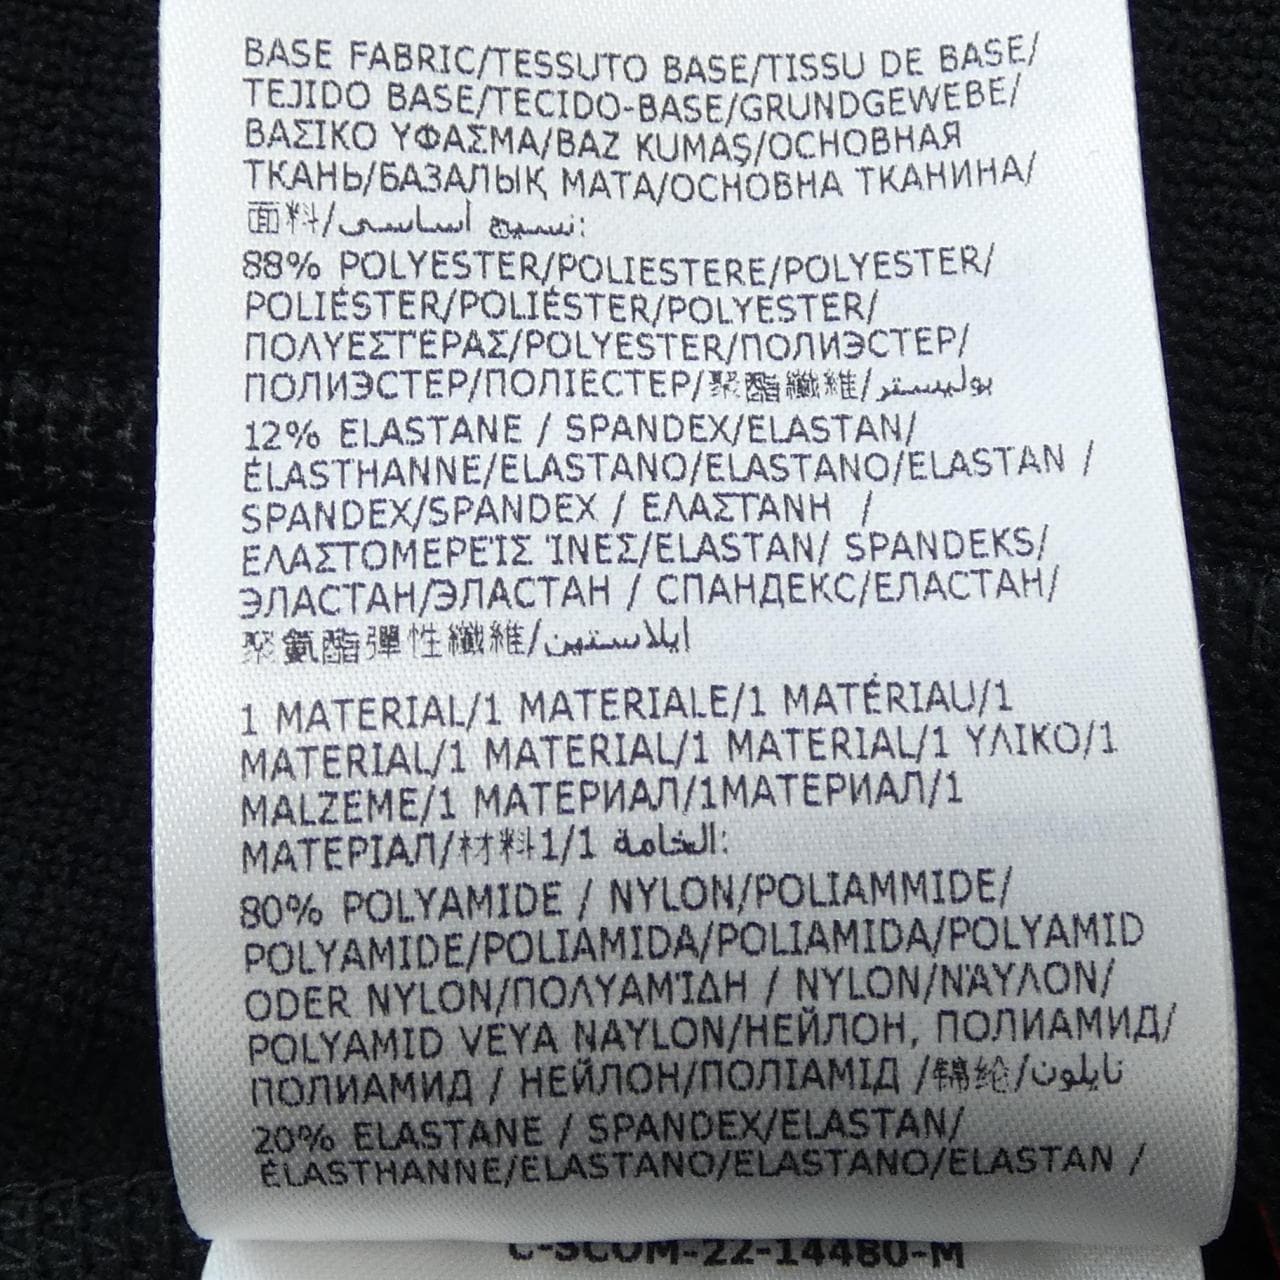 BASE FABRIC/TESSUTO BASE/TISSU DE BASE/
TEJIDO BASE/TECIDO-BASE/GRUNDGEWEBE/
ΒΑΣΙΚΟ ΥΦΑΣΜΑ/BAZ KUMAŞ/ОСНОВНАЯ
ТКАНЬ/БАЗАЛЫҚ МАТА/ОСНОВНА ТКАНИНА/
面料/نسيج أساسي:
88% POLYESTER/POLIESTERE/POLYESTER/
POLIÉSTER/POLIÉSTER/POLYESTER/
ΠΟΛΥΕΣΤΈΡΑΣ/POLYESTER/ПОЛИЭСТЕР/
ПОЛИЭСТЕР/ПОЛІЕСТЕР/聚酯纖維/بوليستر
12% ELASTANE / SPANDEX/ELASTAN/
ÉLASTHANNE/ELASTANO/ELASTANO/ELASTAN /
SPANDEX/SPANDEX / ΕΛΑΣΤΆΝΗ /
ΕΛΑΣΤΟΜΕΡΕΊΣ ΊΝΕΣ/ELASTAN/ SPANDEKS/
ЭЛАСТАН/ЭЛАСТАН / СПАНДЕКС/ЕЛАСТАН/
聚氨酯彈性纖維/ايلاستين
1 MATERIAL/1 MATERIALE/1 MATÉRIAU/1
MATERIAL/1 MATERIAL/1 MATERIAL/1 ΥΛΙΚΟ/1
MALZEME/1 МАТЕРИАЛ/1МАТЕРИАЛ/1
МАТЕРІАЛ/材料1/1 الخامة:
80% POLYAMIDE / NYLON/POLIAMMIDE/
POLYAMIDE/POLIAMIDA/POLIAMIDA/POLYAMID
ODER NYLON/ΠΟΛΥΑΜΊΔΗ / NYLON/ΝΆΥΛΟΝ/
POLYAMID VEYA NAYLON/НЕЙЛОН, ПОЛИАМИД/
ПОЛИАМИД / НЕЙЛОН/ПОЛІАМІД /锦纶/نايلون
20% ELASTANE / SPANDEX/ELASTAN/
ÉLASTHANNE/ELASTANO/ELASTANO/ELASTAN /
C-SCOM-22-14480-M